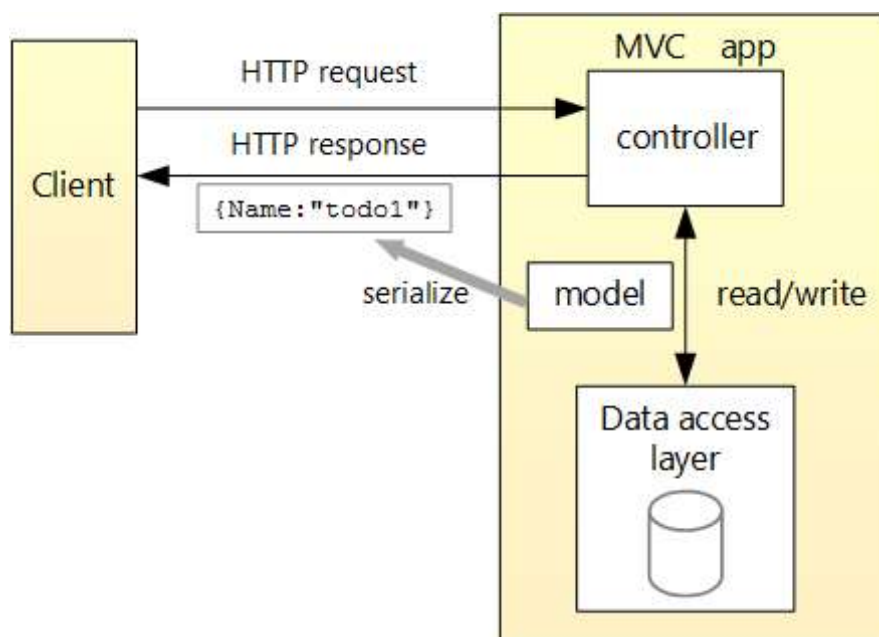 MVC app
HTTP request
controller
HTTP response
Client
{Name:"todo1"}
serialize
model
read/write
Data access
layer